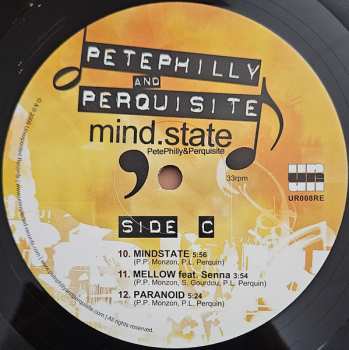 PETEPHILLY
AND
PERQUISITE
mind.state
PetePhilly&Perquisite
33rpm
UR008RE
SIDE C
10. MINDSTATE 5:56
(P.P. Monzon, P.L. Perquin)
11. MELLOW feat. Senna 3:54
(P.P. Monzon, S. Gourdou, P.L. Perquin)
12. PARANOID 5:24
(P.P. Monzon, P.L. Perquin)
| All rights reserved.